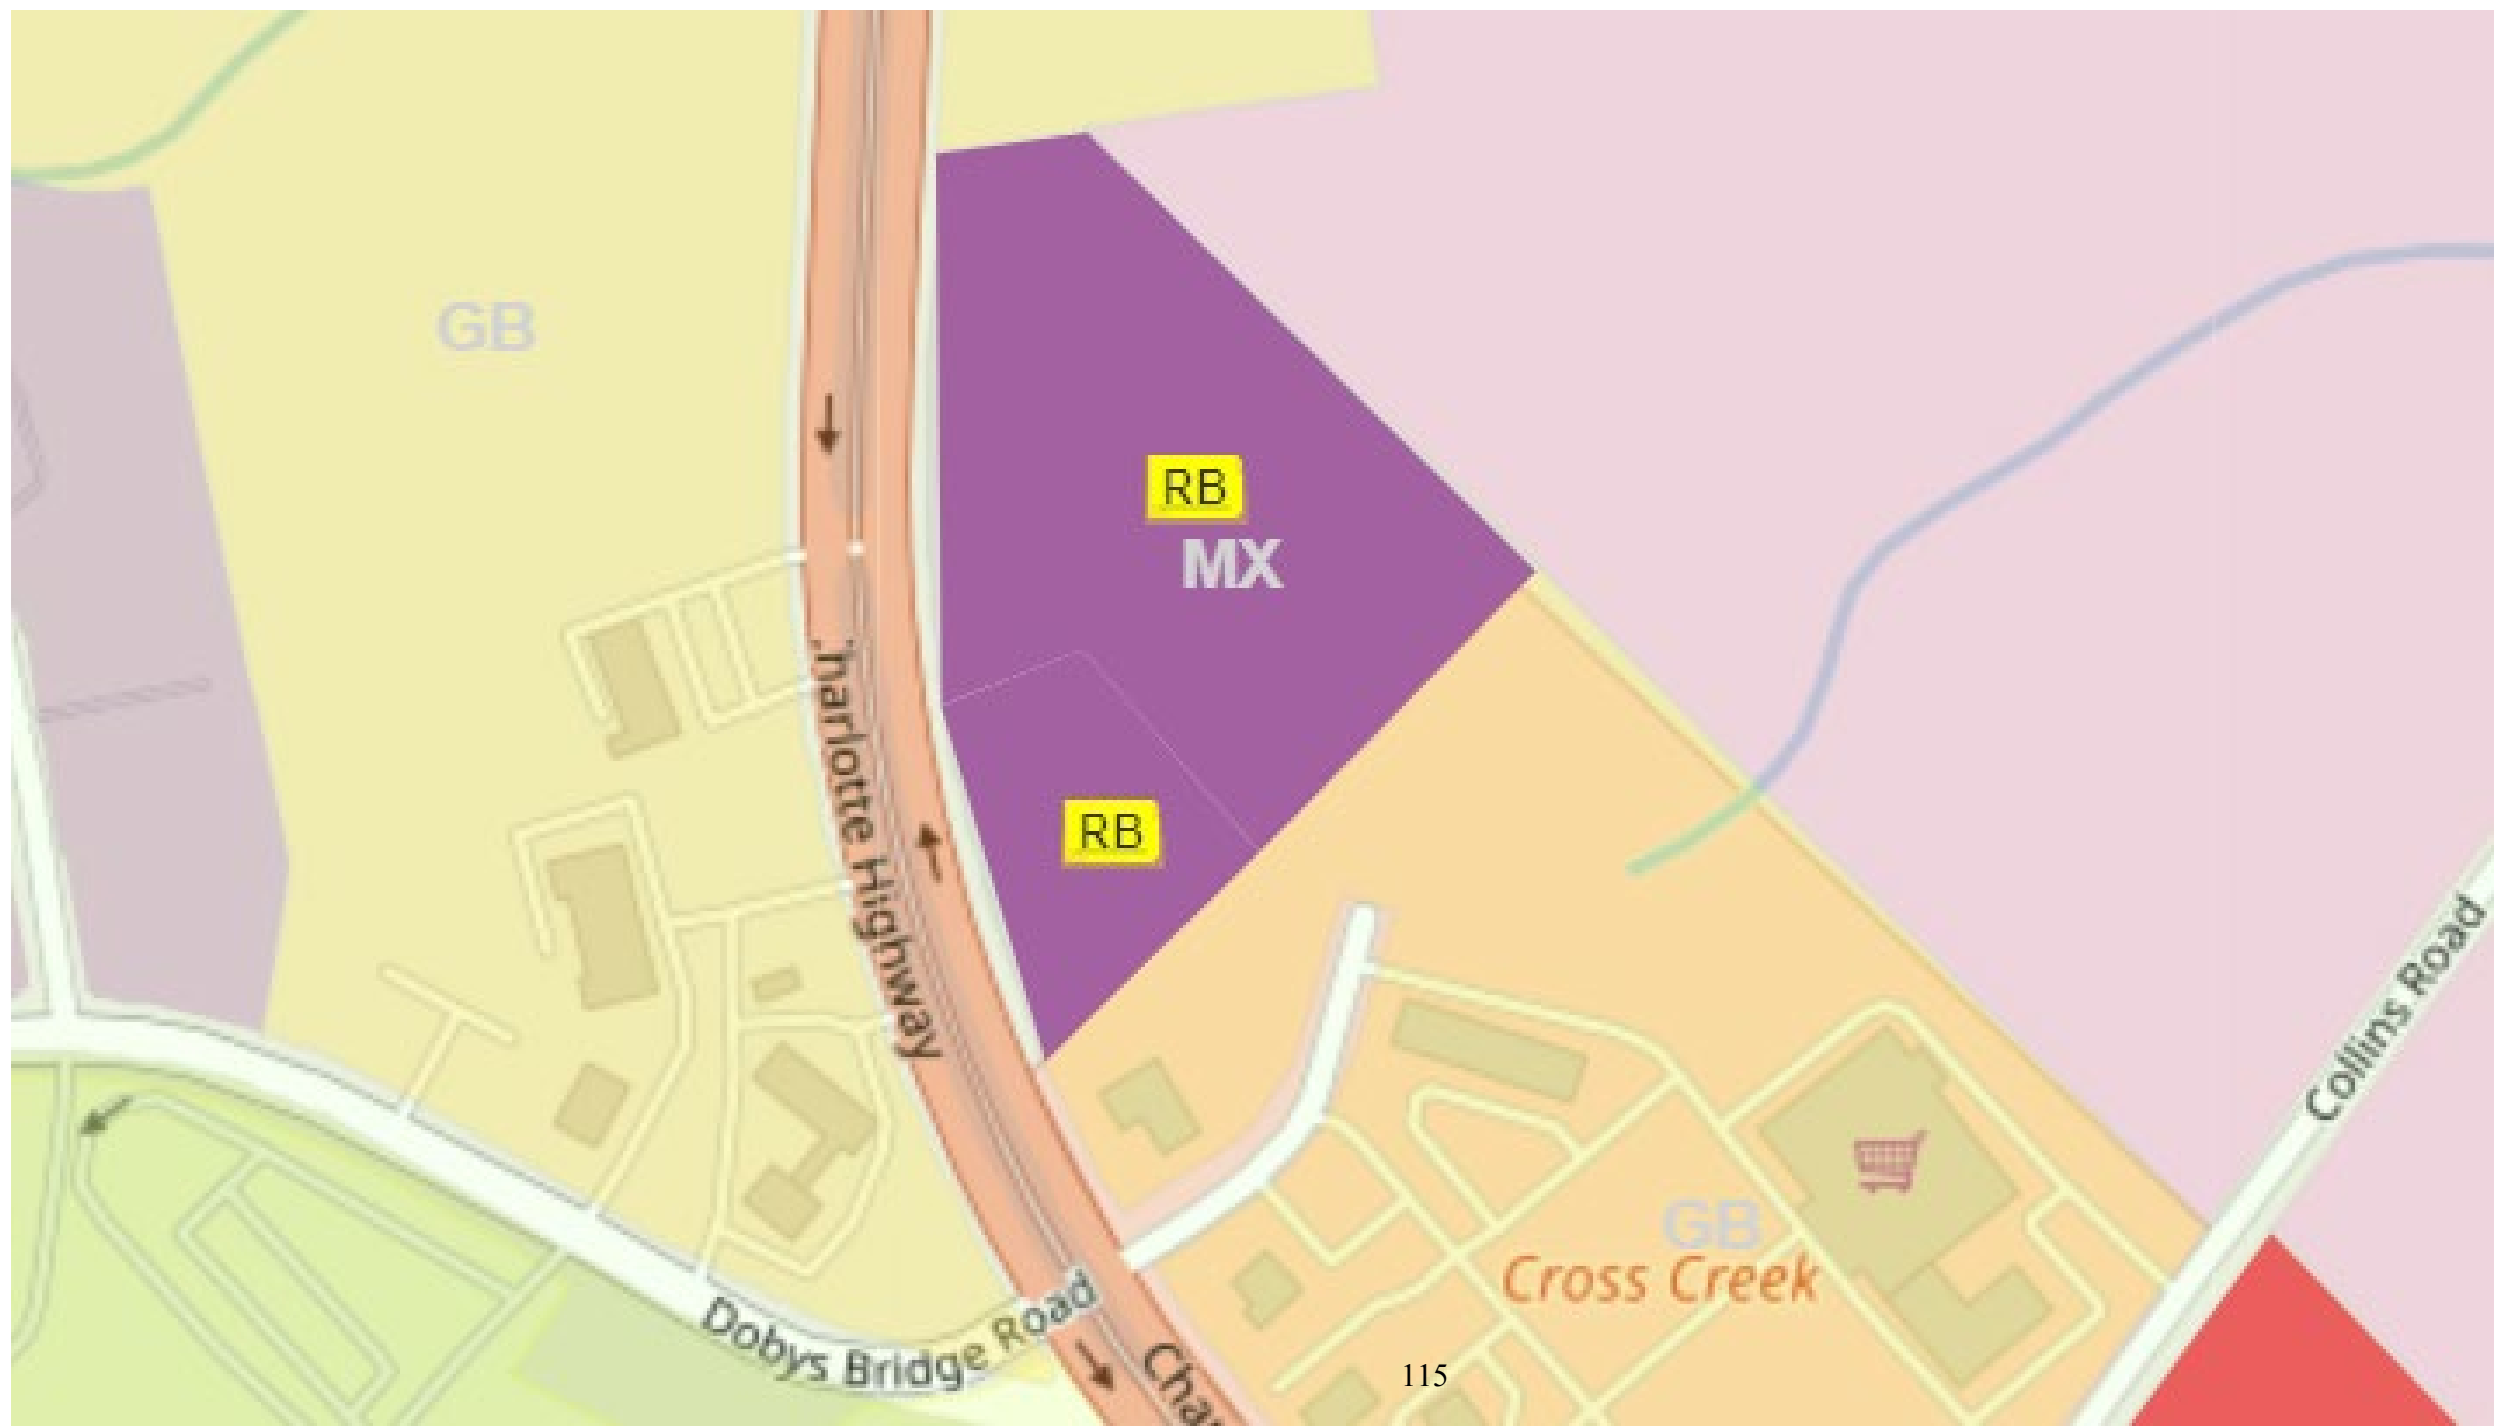 GB
RB
MX
RB
Charlotte Highway
Collins Road
GB
Cross Creek
Dobys Bridge Road
115